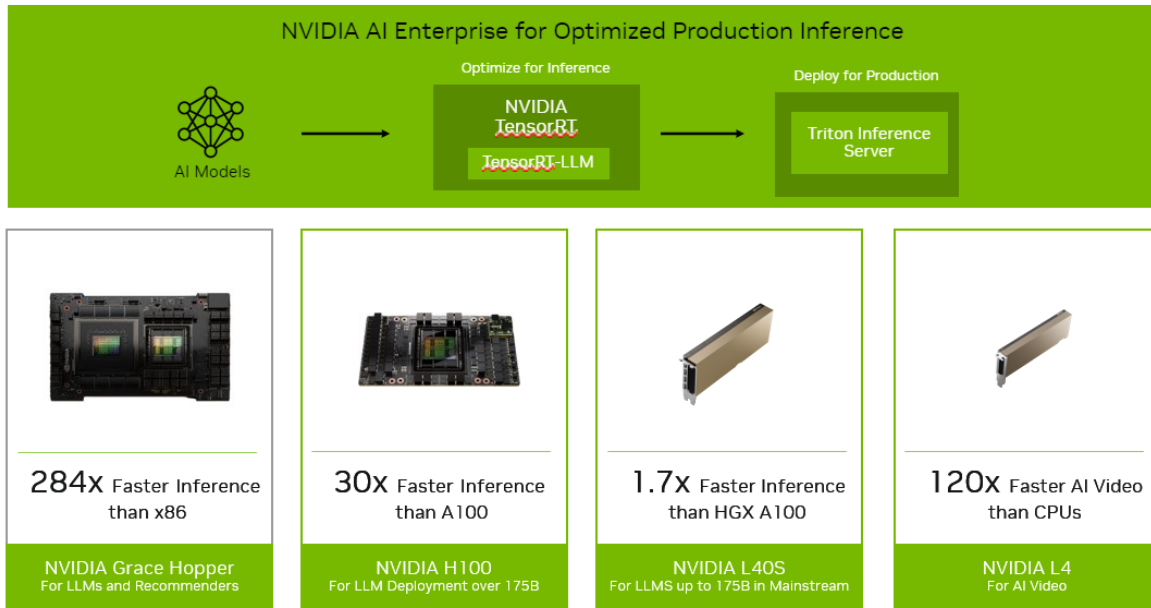 NVIDIA AI Enterprise for Optimized Production Inference
Optimize for Inference
Deploy for Production
AI Models
NVIDIA
TensorRT
TensorRT-LLM
Triton Inference
Server
284x Faster Inference
than x86
NVIDIA Grace Hopper
For LLMs and Recommenders
30x Faster Inference
than A100
NVIDIA H100
For LLM Deployment over 175B
1.7x Faster Inference
than HGX A100
NVIDIA L40S
For LLMS up to 175B in Mainstream
120x Faster AI Video
than CPUs
NVIDIA L4
For AI Video